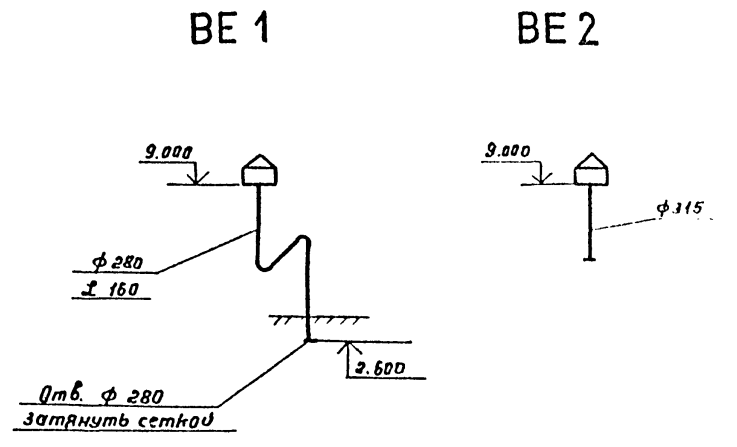 ВЕ 1
ВЕ 2
9.000
9.000
ф 315
ф 280
L 160
2.600
Отв. ф 280
затянуть сеткой